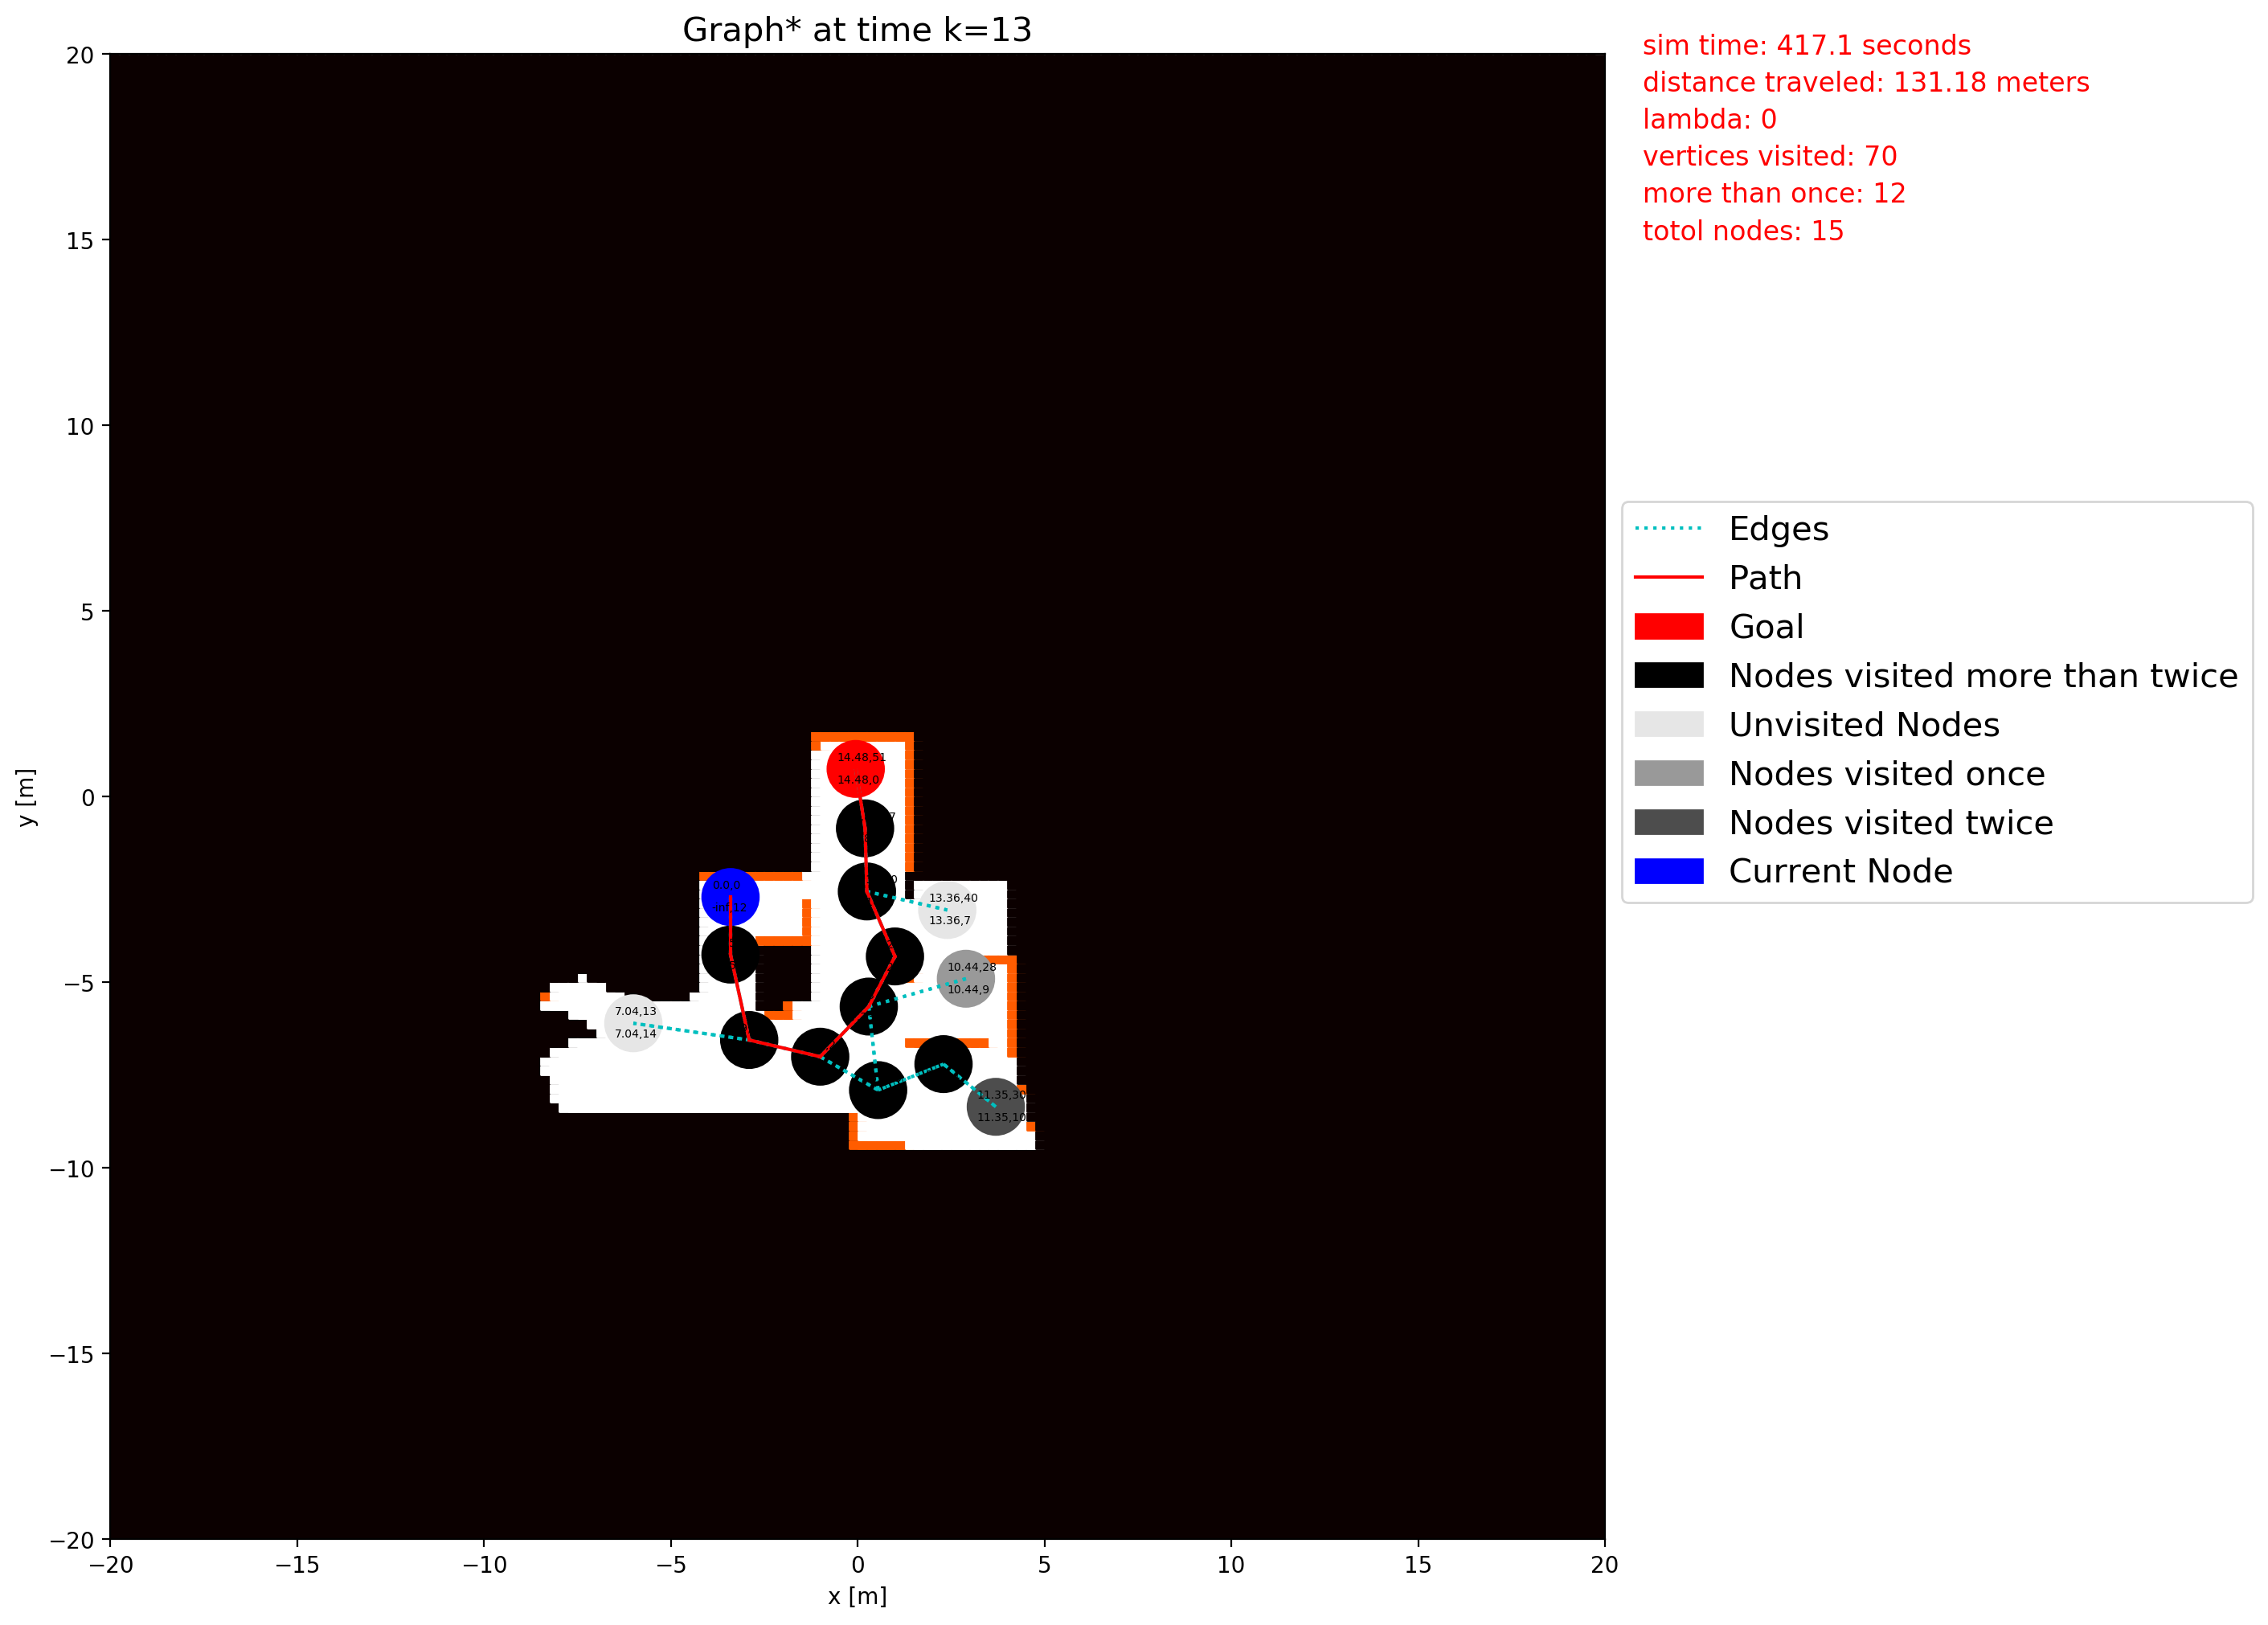 Graph* at time k=13
sim time: 417.1 seconds
distance traveled: 131.18 meters
lambda: 0
vertices visited: 70
more than once: 12
totol nodes: 15
20
15
10
5
0
−5
−10
−15
−20
y [m]
−20
−15
−10
−5
0
5
10
15
20
x [m]
14.48,51
14.48,0
0.0,0
-inf,12
13.36,40
13.36,7
10.44,28
10.44,9
7.04,13
7.04,14
11.35,30
11.35,10
Edges
Path
Goal
Nodes visited more than twice
Unvisited Nodes
Nodes visited once
Nodes visited twice
Current Node